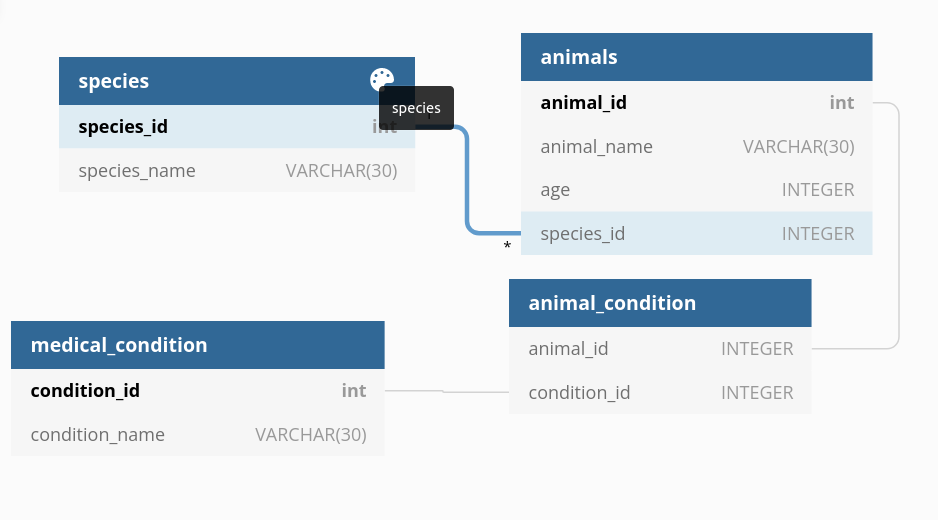 species
species_id int
species_name VARCHAR(30)
species
*
animals
animal_id int
animal_name VARCHAR(30)
age INTEGER
species_id INTEGER
animal_condition
animal_id INTEGER
condition_id INTEGER
medical_condition
condition_id int
condition_name VARCHAR(30)